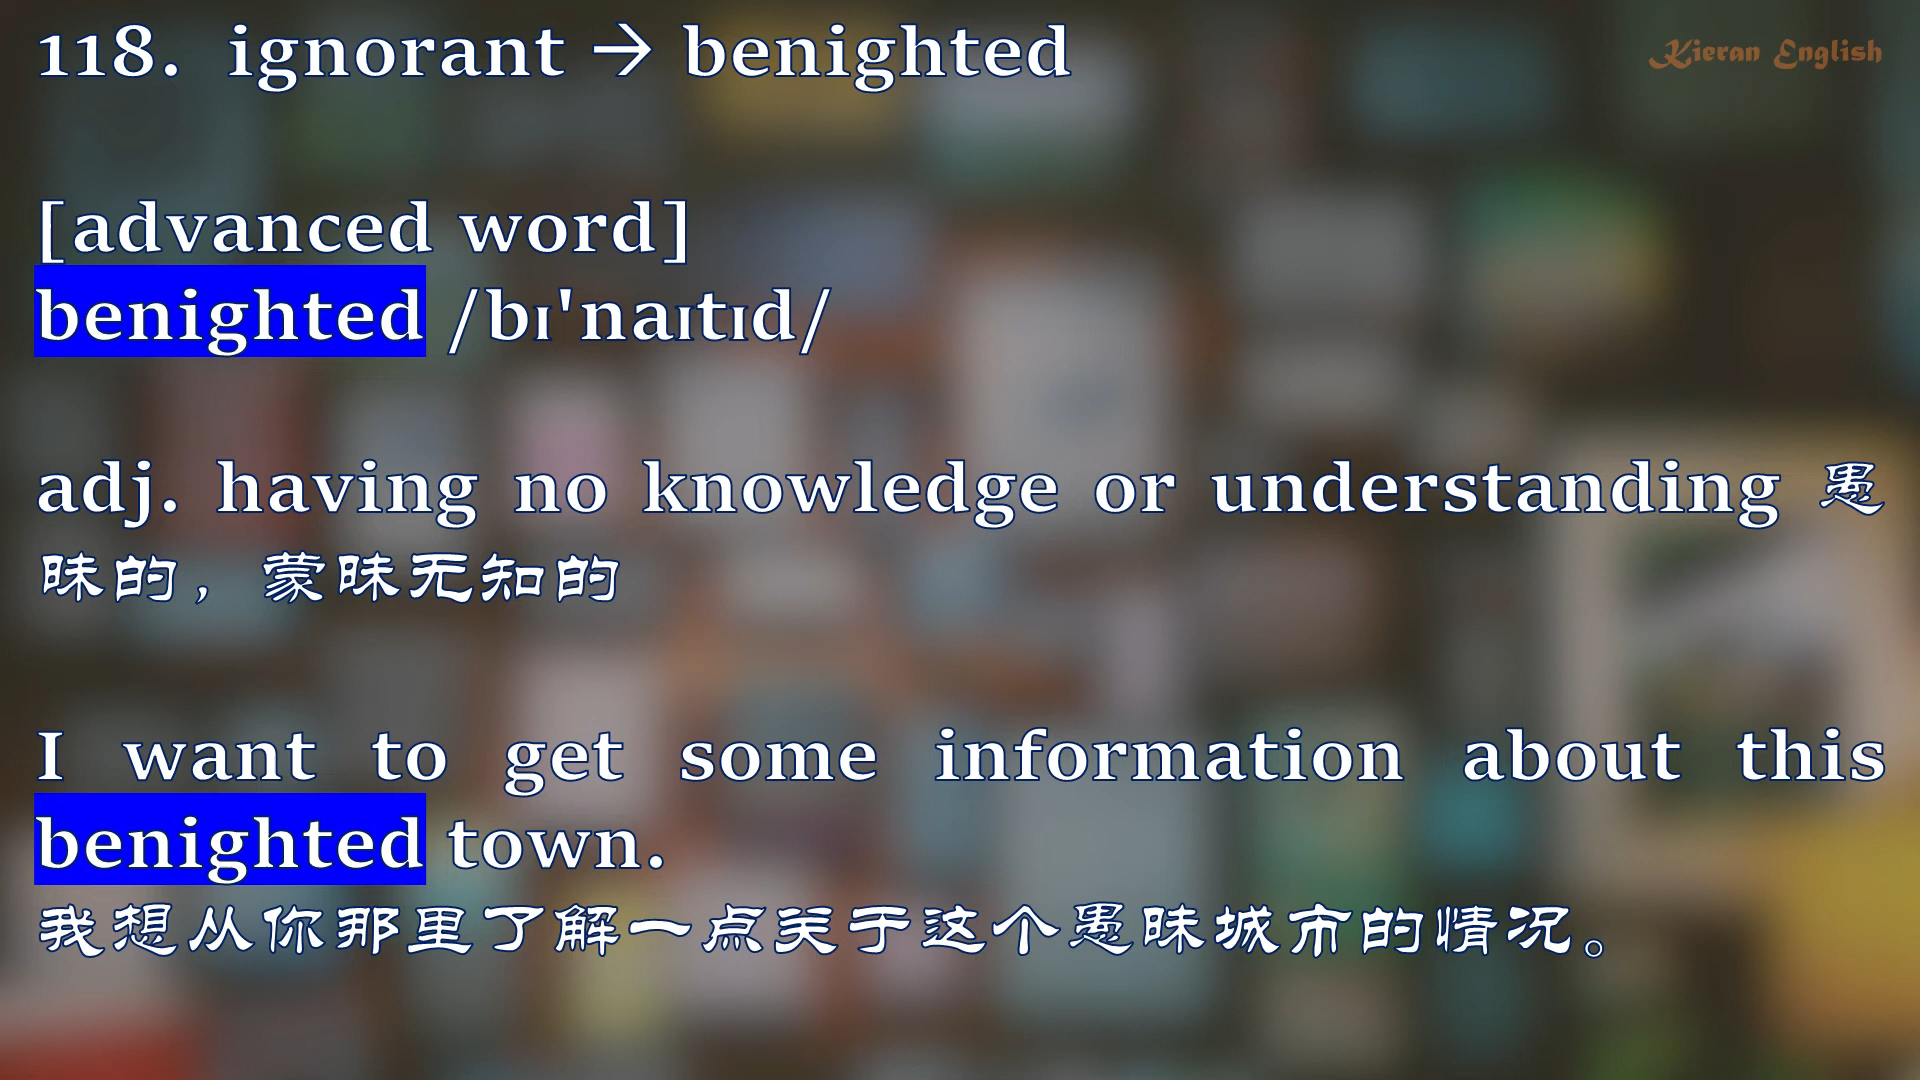 118. ignorant → benighted
Kieran English
[advanced word]
benighted /bɪ'naɪtɪd/
adj. having no knowledge or understanding 愚
昧的，蒙昧无知的
I want to get some information about this
benighted town.
我想从你那里了解一点关于这个愚昧城市的情况。